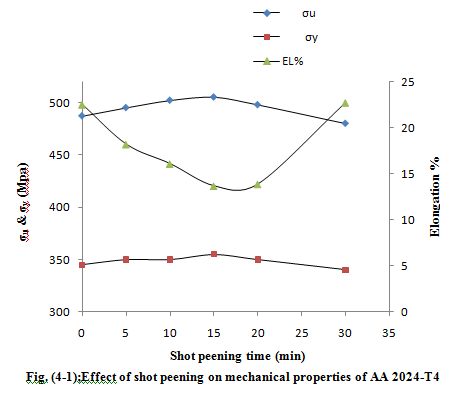 σu
σy
EL%
500
450
400
350
300
25
20
15
10
5
0
0 5 10 15 20 25 30 35
σu & σy (Mpa)
Elongation %
Shot peening time (min)
Fig. (4-1):Effect of shot peening on mechanical properties of AA 2024-T4